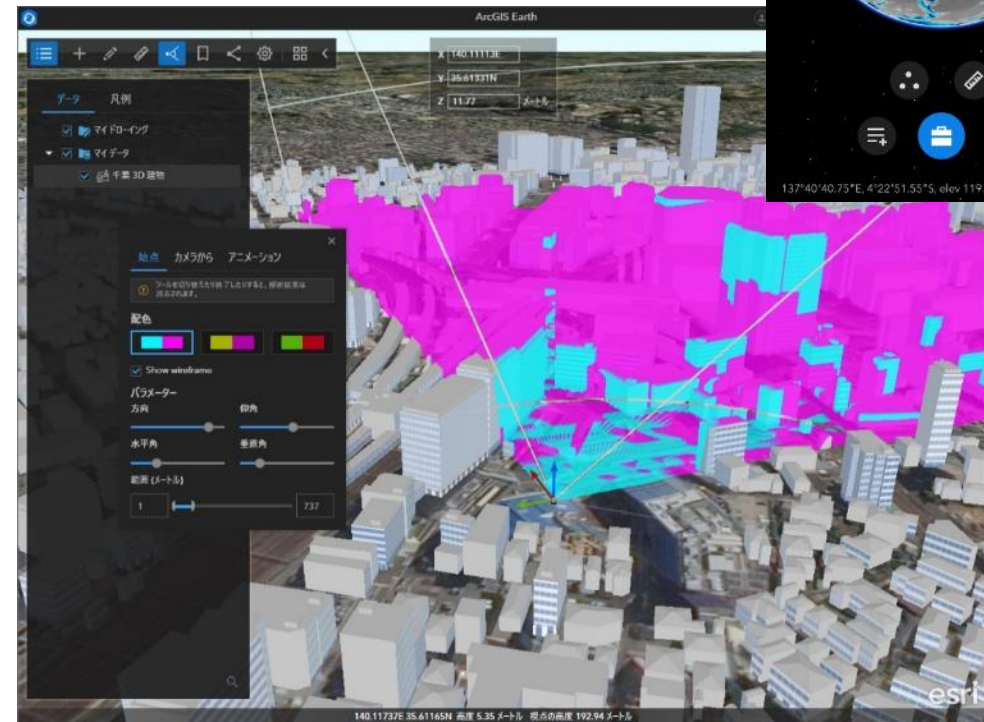 ArcGIS Earth
X 140.11113E
Y 35.61331N
Z 11.77 メートル
データ 凡例
マイ ドローイング
マイ データ
千葉 3D 建物
始点 カメラから アニメーション
ツールを切り替えたり終了したりすると、解析結果は
消去されます。
配色
Show wireframe
パラメーター
方向 仰角
水平角 垂直角
範囲 (メートル)
1 737
137°40'40.75"E, 4°22'51.55"S, elev 119.
esri
140.11737E 35.61165N 高度 5.35 メートル 視点の高度 192.94 メートル